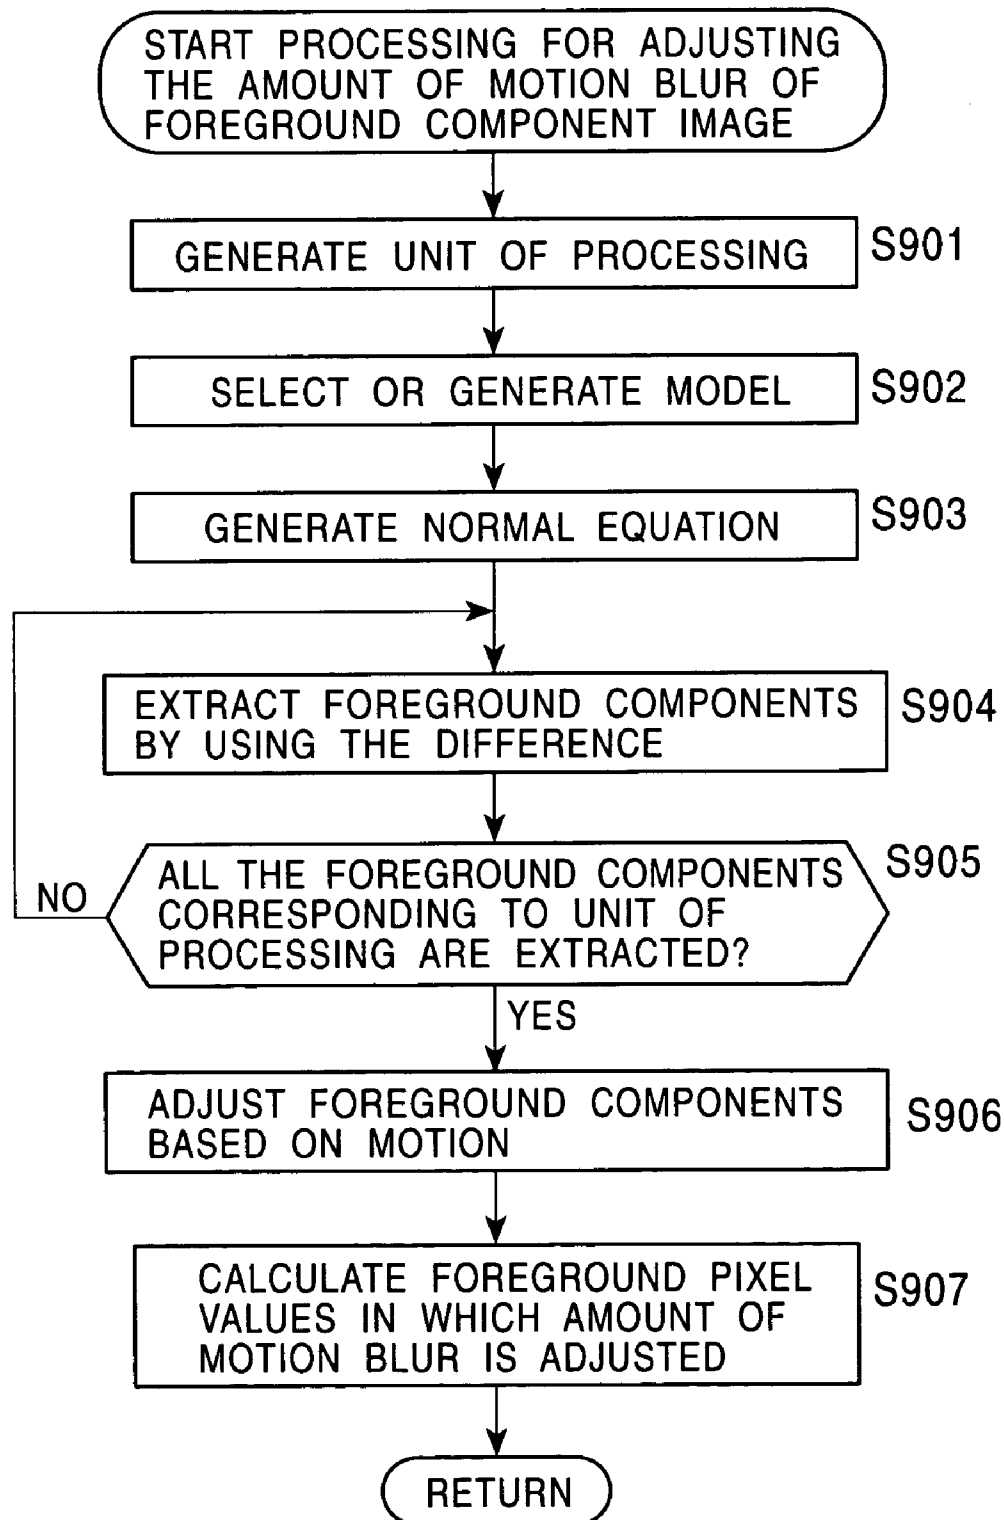 START PROCESSING FOR ADJUSTING
THE AMOUNT OF MOTION BLUR OF
FOREGROUND COMPONENT IMAGE
GENERATE UNIT OF PROCESSING
S901
SELECT OR GENERATE MODEL
S902
GENERATE NORMAL EQUATION
S903
EXTRACT FOREGROUND COMPONENTS
BY USING THE DIFFERENCE
S904
ALL THE FOREGROUND COMPONENTS
CORRESPONDING TO UNIT OF
PROCESSING ARE EXTRACTED?
S905
NO
YES
ADJUST FOREGROUND COMPONENTS
BASED ON MOTION
S906
CALCULATE FOREGROUND PIXEL
VALUES IN WHICH AMOUNT OF
MOTION BLUR IS ADJUSTED
S907
RETURN